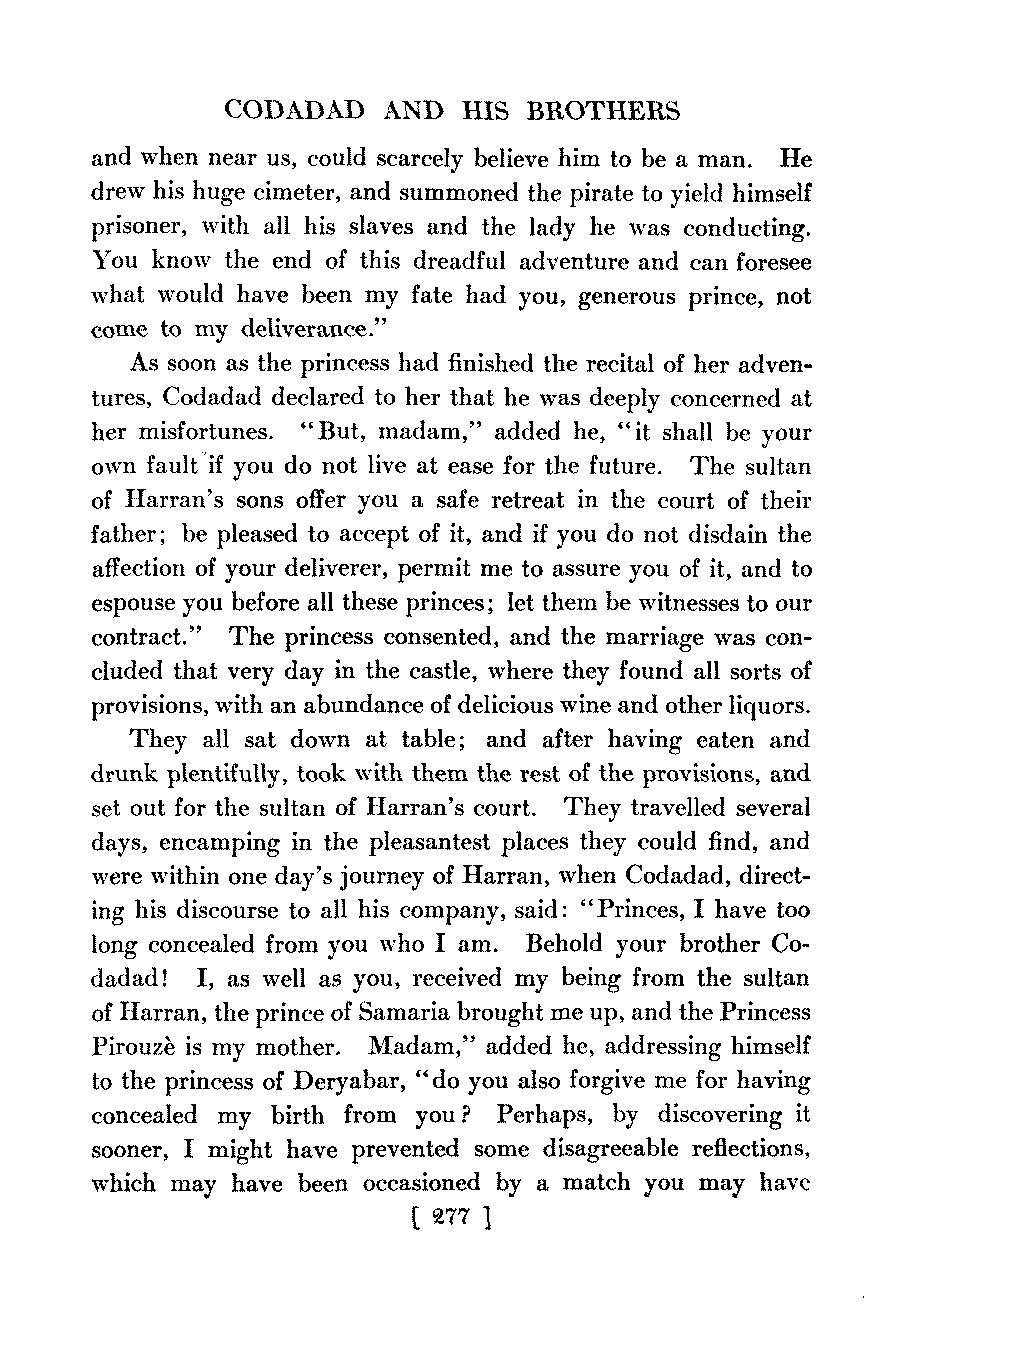 CODADAD AND HIS BROTHERS
and when near us, could scarcely believe him to be a man. He
drew his huge cimeter, and summoned the pirate to yield himself
prisoner, with all his slaves and the lady he was conducting.
You know the end of this dreadful adventure and can foresee
what would have been my fate had you, generous prince, not
come to my deliverance.”
As soon as the princess had finished the recital of her adven-
tures, Codadad declared to her that he was deeply concerned at
her misfortunes. “But, madam,” added he, “it shall be your
own fault if you do not live at ease for the future. The sultan
of Harran’s sons offer you a safe retreat in the court of their
father; be pleased to accept of it, and if you do not disdain the
affection of your deliverer, permit me to assure you of it, and to
espouse you before all these princes; let them be witnesses to our
contract.” The princess consented, and the marriage was con-
cluded that very day in the castle, where they found all sorts of
provisions, with an abundance of delicious wine and other liquors.
They all sat down at table; and after having eaten and
drunk plentifully, took with them the rest of the provisions, and
set out for the sultan of Harran’s court. They travelled several
days, encamping in the pleasantest places they could find, and
were within one day’s journey of Harran, when Codadad, direct-
ing his discourse to all his company, said: “Princes, I have too
long concealed from you who I am. Behold your brother Co-
dadad! I, as well as you, received my being from the sultan
of Harran, the prince of Samaria brought me up, and the Princess
Pirouzè is my mother. Madam,” added he, addressing himself
to the princess of Deryabar, “do you also forgive me for having
concealed my birth from you? Perhaps, by discovering it
sooner, I might have prevented some disagreeable reflections,
which may have been occasioned by a match you may have
[ 277 ]